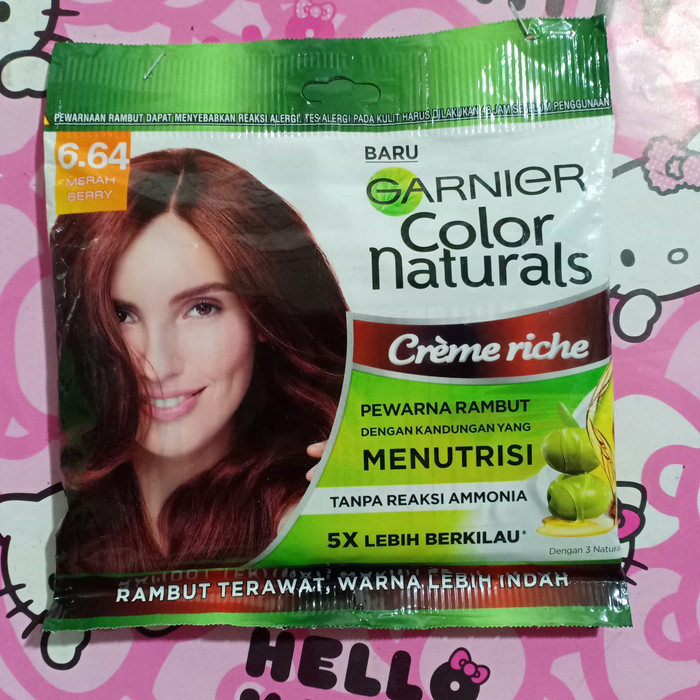 PEWARNAAN RAMBUT DAPAT MENYEBABKAN REAKSI ALERGI. TES ALERGI PADA KULIT HARUS DILAKUKAN 48 JAM SEBELUM PENGGUNAAN
6.64
MERAH
BERRY
BARU
GARNIER
Color
naturals
Crème riche
PEWARNA RAMBUT
DENGAN KANDUNGAN YANG
MENUTRISI
TANPA REAKSI AMMONIA
5X LEBIH BERKILAU*
Dengan 3 Natural
RAMBUT TERAWAT, WARNA LEBIH INDAH
HELLO